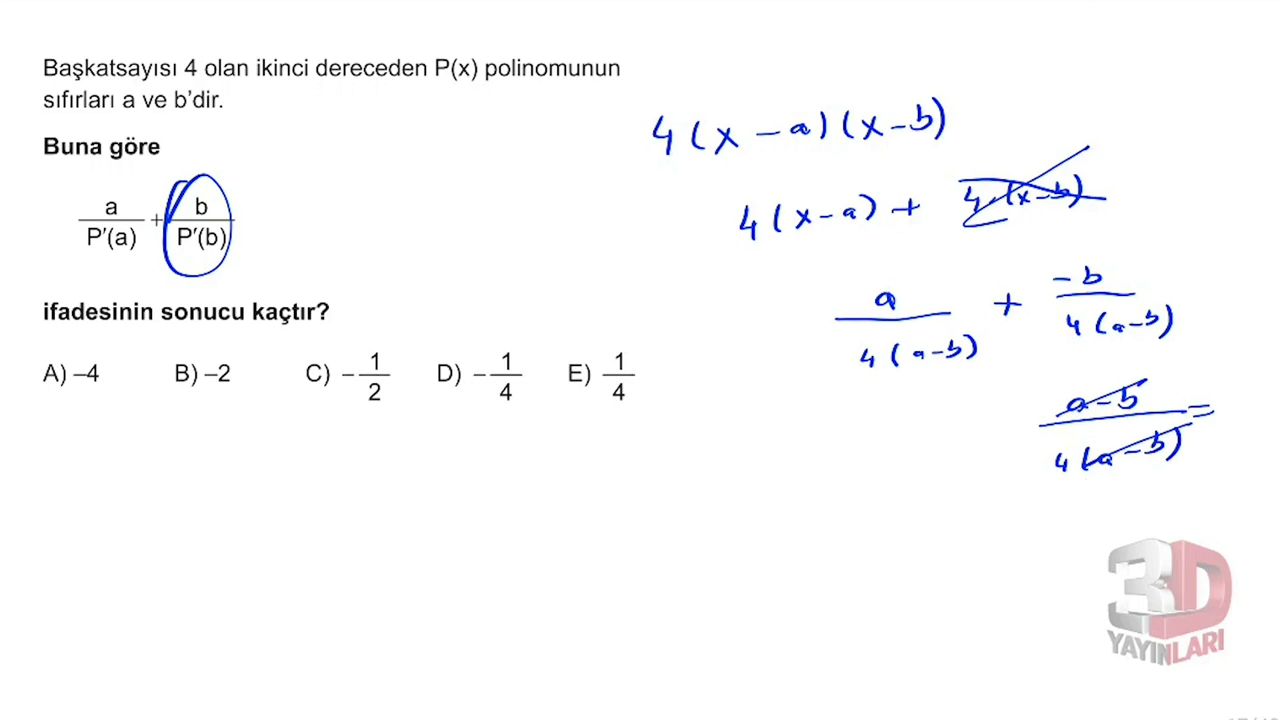 Başkatsayısı 4 olan ikinci dereceden P(x) polinomunun
sıfırları a ve b'dir.
Buna göre
a/P'(a) + b/P'(b)
ifadesinin sonucu kaçtır?
A) –4 B) –2 C) –1/2 D) –1/4 E) 1/4
4(x-a)(x-b)
4(x-a) + 4.(x-b)
a/4(a-b) + -b/4(a-b)
a-b/4(a-b) =
3D
YAYINLARI